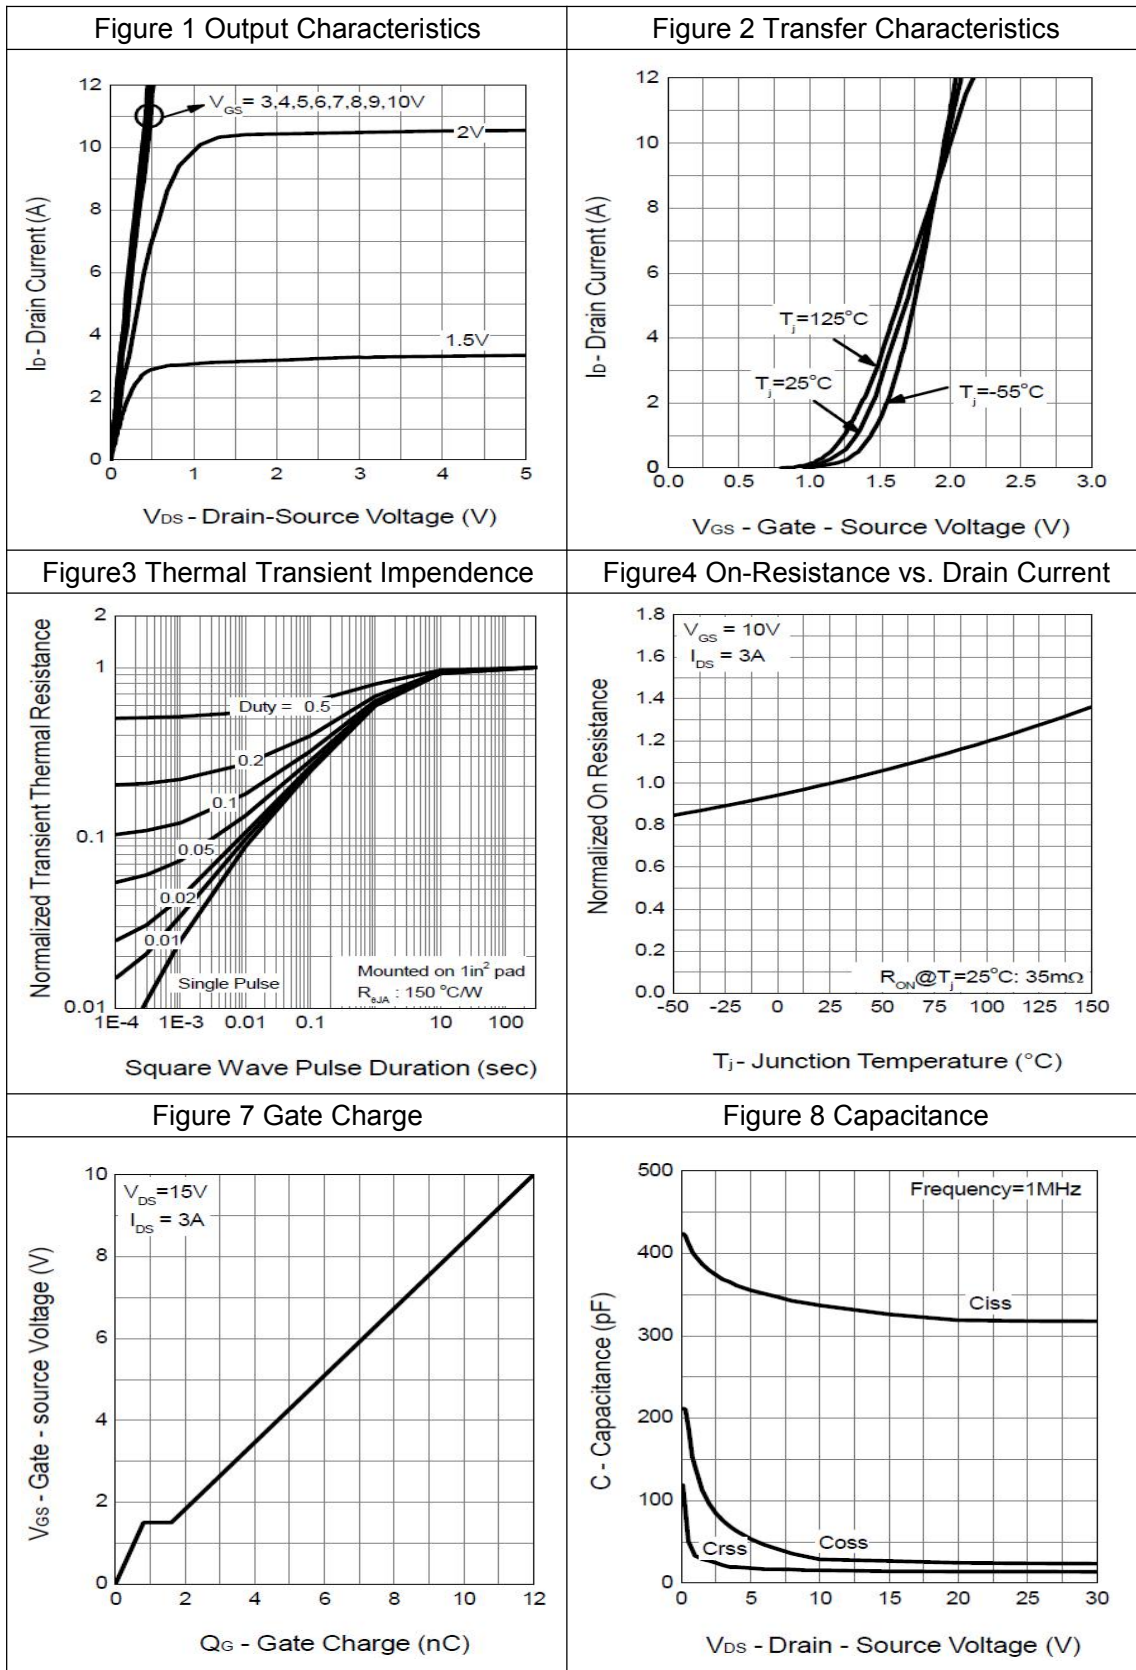 Figure 1 Output Characteristics
12
10
8
6
4
2
0
V_GS= 3,4,5,6,7,8,9,10V
2V
1.5V
0 1 2 3 4 5
ID- Drain Current (A)
VDS - Drain-Source Voltage (V)
Figure 2 Transfer Characteristics
12
10
8
6
4
2
0
Tj=125°C
Tj=25°C
Tj=-55°C
0.0 0.5 1.0 1.5 2.0 2.5 3.0
ID- Drain Current (A)
VGS - Gate - Source Voltage (V)
Figure3 Thermal Transient Impendence
2
1
0.1
0.01
Duty = 0.5
0.2
0.1
0.05
0.02
0.01
Single Pulse
Mounted on 1in² pad
RθJA : 150 °C/W
1E-4 1E-3 0.01 0.1 1 10 100
Normalized Transient Thermal Resistance
Square Wave Pulse Duration (sec)
Figure4 On-Resistance vs. Drain Current
1.8
1.6
1.4
1.2
1.0
0.8
0.6
0.4
0.2
0.0
VGS = 10V
IDS = 3A
RON@Tj=25°C: 35mΩ
-50 -25 0 25 50 75 100 125 150
Normalized On Resistance
Tj- Junction Temperature (°C)
Figure 7 Gate Charge
10
8
6
4
2
0
VDS=15V
IDS = 3A
0 2 4 6 8 10 12
VGS - Gate - source Voltage (V)
QG - Gate Charge (nC)
Figure 8 Capacitance
500
400
300
200
100
0
Frequency=1MHz
Ciss
Coss
Crss
0 5 10 15 20 25 30
C - Capacitance (pF)
VDS - Drain - Source Voltage (V)